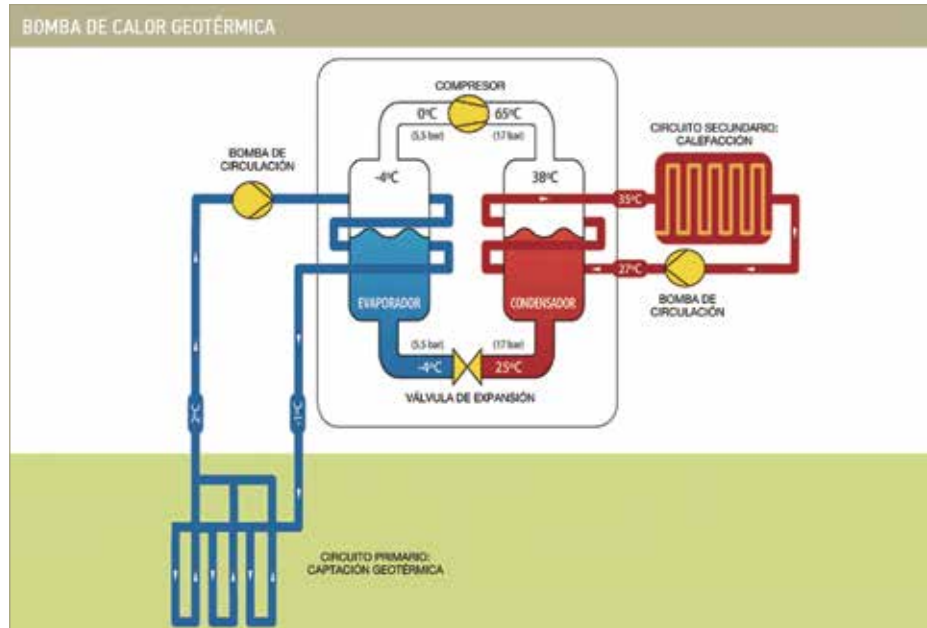 BOMBA DE CALOR GEOTÉRMICA
COMPRESOR
0ºC
65ºC
(5,5 bar)
(17 bar)
BOMBA DE
CIRCULACIÓN
CIRCUITO SECUNDARIO:
CALEFACCIÓN
-4ºC
38ºC
35ºC
27ºC
EVAPORADOR
CONDENSADOR
BOMBA DE
CIRCULACIÓN
(5,5 bar)
(17 bar)
-4ºC
25ºC
VÁLVULA DE EXPANSIÓN
2ºC
-1ºC
CIRCUITO PRIMARIO:
CAPTACIÓN GEOTÉRMICA